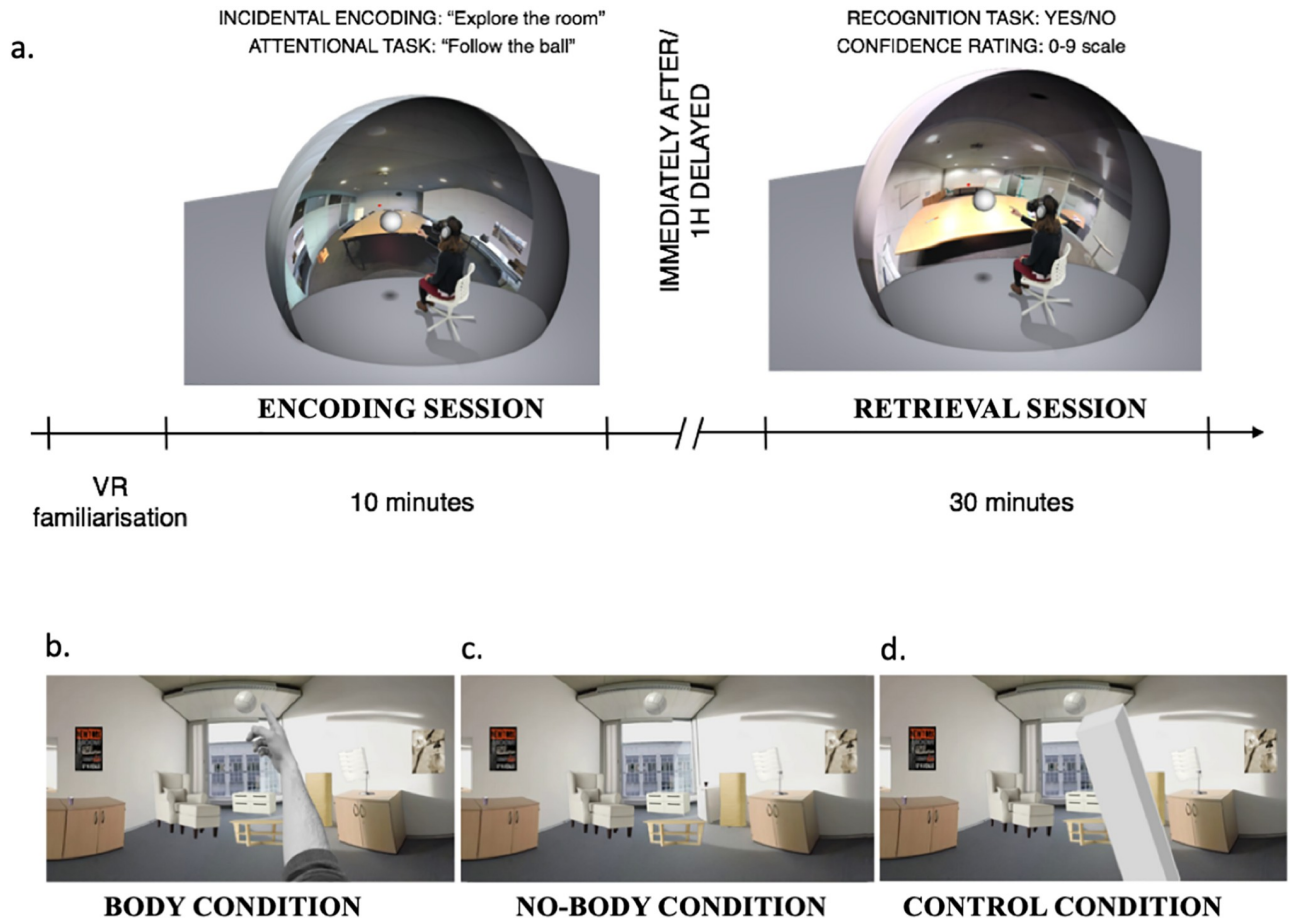 a.
INCIDENTAL ENCODING: “Explore the room”
ATTENTIONAL TASK: “Follow the ball”
IMMEDIATELY AFTER/
1H DELAYED
RECOGNITION TASK: YES/NO
CONFIDENCE RATING: 0-9 scale
ENCODING SESSION
RETRIEVAL SESSION
VR
familiarisation
10 minutes
30 minutes
b.
c.
d.
BODY CONDITION
NO-BODY CONDITION
CONTROL CONDITION